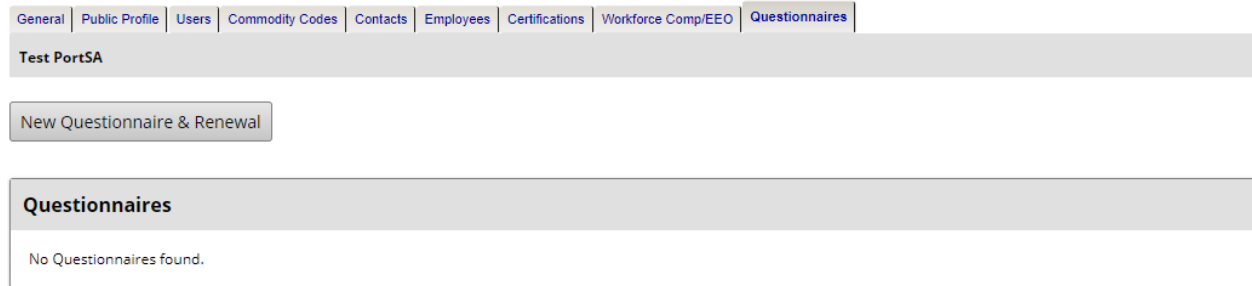 General Public Profile Users Commodity Codes Contacts Employees Certifications Workforce Comp/EEO Questionnaires
Test PortSA
New Questionnaire & Renewal
Questionnaires
No Questionnaires found.